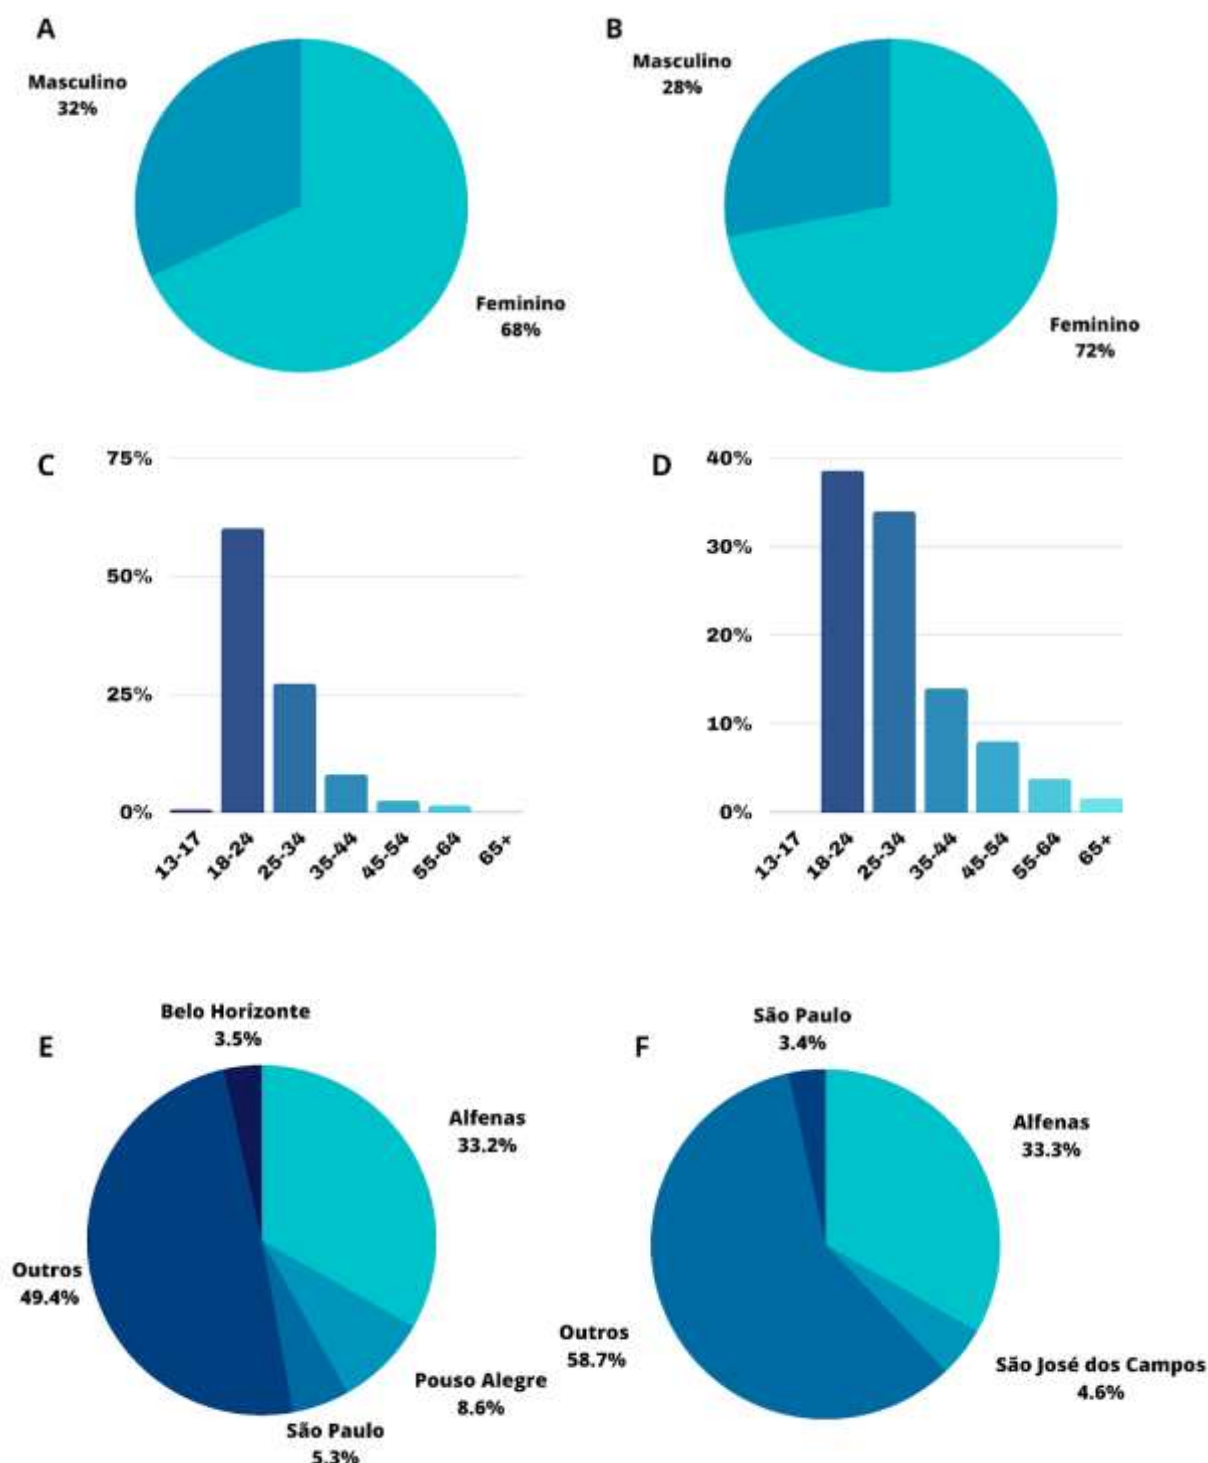 A
Masculino
32%
Feminino
68%
B
Masculino
28%
Feminino
72%
C
75%
50%
25%
0%
13-17
18-24
25-34
35-44
45-54
55-64
65+
D
40%
30%
20%
10%
0%
13-17
18-24
25-34
35-44
45-54
55-64
65+
E
Belo Horizonte
3.5%
Alfenas
33.2%
Outros
49.4%
Pouso Alegre
8.6%
São Paulo
5.3%
F
São Paulo
3.4%
Alfenas
33.3%
Outros
58.7%
São José dos Campos
4.6%